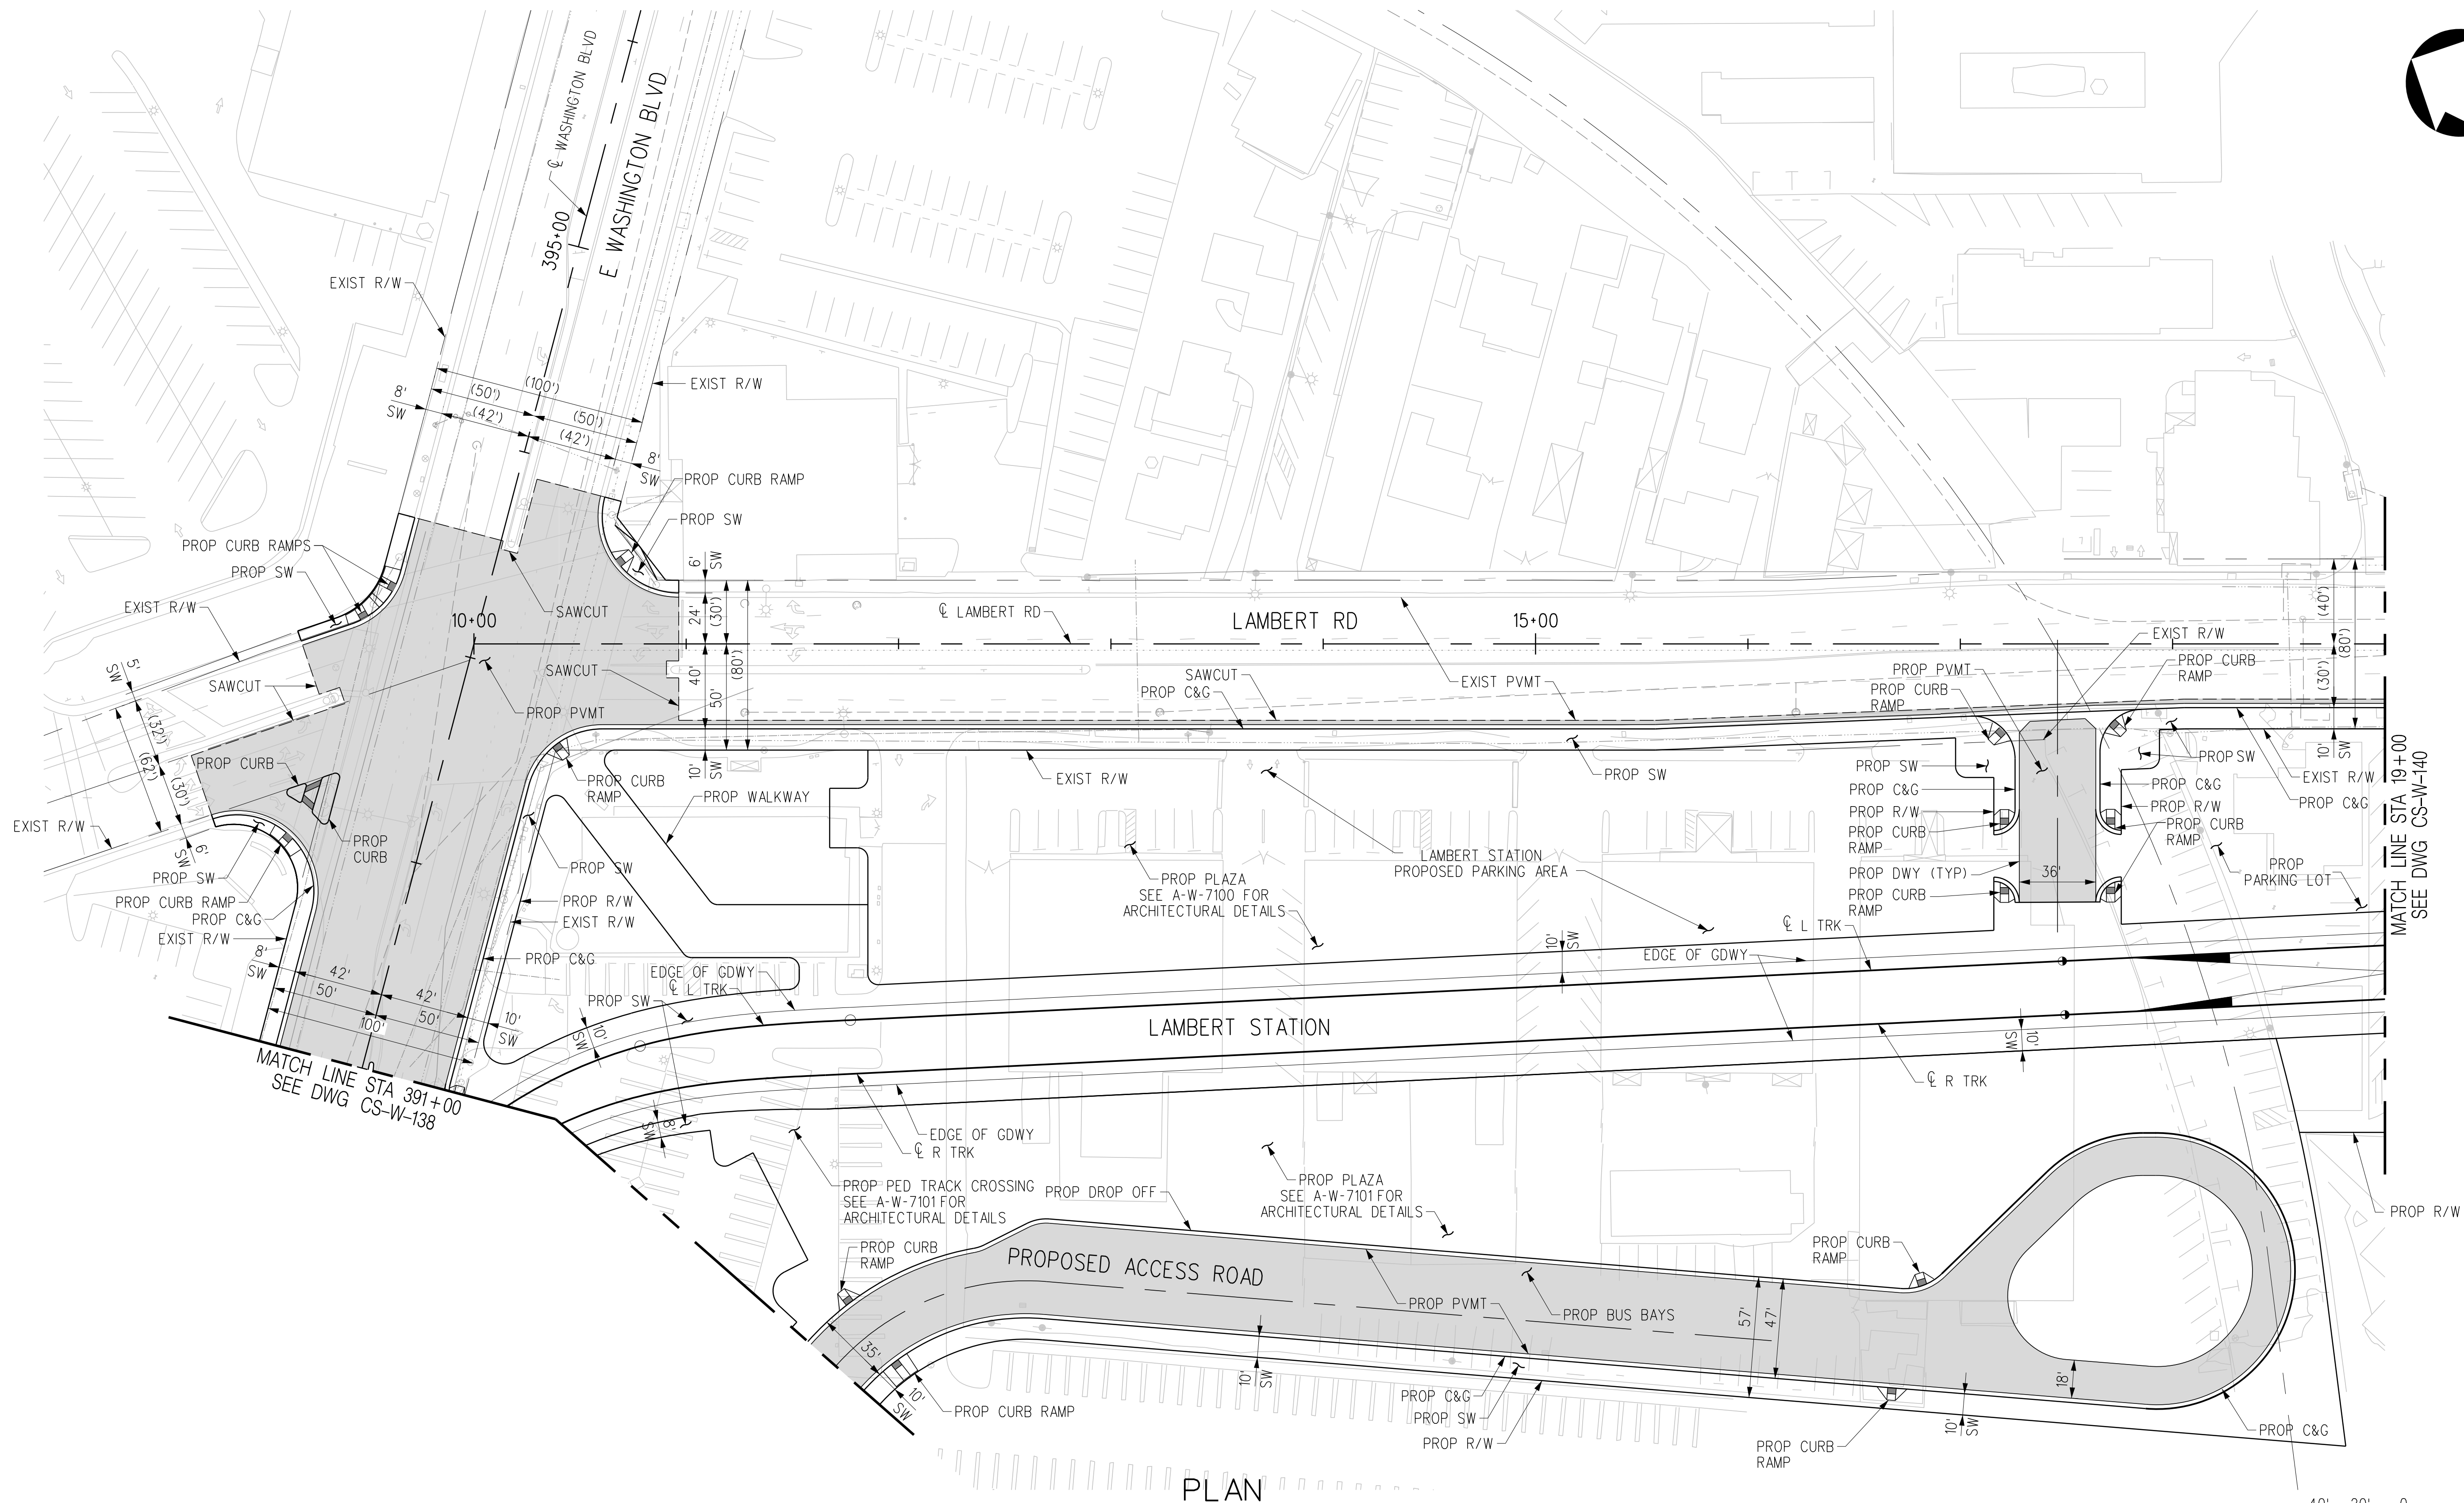 ℄ WASHINGTON BLVD
E WASHINGTON BLVD
395+00
EXIST R/W
(100')
(50')
(50')
(42')
(42')
8'
SW
8'
SW
EXIST R/W
PROP CURB RAMP
PROP SW
PROP CURB RAMPS
PROP SW
EXIST R/W
SAWCUT
10+00
6'
SW
24'
(30')
(80')
40'
50'
10'
SW
℄ LAMBERT RD
LAMBERT RD
15+00
SAWCUT
PROP C&G
EXIST PVMT
SAWCUT
PROP PVMT
SAWCUT
5'
SW
(32')
(62')
(30')
6'
SW
EXIST R/W
PROP CURB
PROP
CURB
PROP CURB
RAMP
PROP WALKWAY
EXIST R/W
PROP SW
PROP PVMT
PROP CURB
RAMP
EXIST R/W
PROP CURB
RAMP
(40')
(80')
(30')
10'
SW
PROP SW
EXIST R/W
PROP C&G
PROP SW
PROP C&G
PROP R/W
PROP CURB
RAMP
PROP DWY (TYP)
PROP CURB
RAMP
36'
PROP C&G
PROP R/W
PROP CURB
RAMP
PROP
PARKING LOT
MATCH LINE STA 19+00
SEE DWG CS-W-140
PROP SW
PROP CURB RAMP
PROP C&G
EXIST R/W
8'
SW
42'
50'
100'
42'
50'
10'
SW
PROP SW
PROP R/W
EXIST R/W
PROP C&G
PROP PLAZA
SEE A-W-7100 FOR
ARCHITECTURAL DETAILS
LAMBERT STATION
PROPOSED PARKING AREA
10'
SW
℄ L TRK
EDGE OF GDWY
EDGE OF GDWY
℄ L TRK
PROP SW
10'
SW
LAMBERT STATION
10'
SW
℄ R TRK
MATCH LINE STA 391+00
SEE DWG CS-W-138
8'
SW
EDGE OF GDWY
℄ R TRK
PROP PED TRACK CROSSING
SEE A-W-7101 FOR
ARCHITECTURAL DETAILS
PROP DROP OFF
PROP PLAZA
SEE A-W-7101 FOR
ARCHITECTURAL DETAILS
PROP R/W
PROP CURB
RAMP
PROPOSED ACCESS ROAD
PROP CURB
RAMP
PROP PVMT
PROP BUS BAYS
57'
47'
35'
10'
SW
PROP CURB RAMP
10'
SW
PROP C&G
PROP SW
PROP R/W
PROP CURB
RAMP
10'
SW
18'
PROP C&G
PLAN